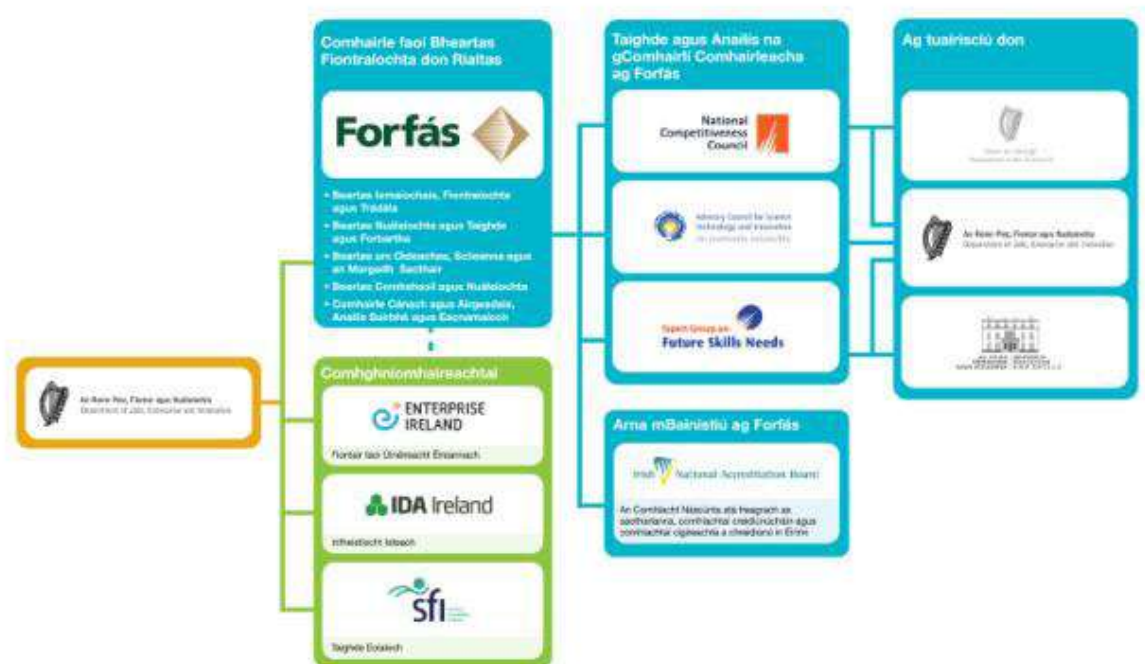 Comhairle faoi Bheartas
Fiontraíochta don Rialtas
Forfás
• Beartas Iomaíochais, Fiontraíochta
agus Trádála
• Beartas Nuálaíochta agus Taighde
agus Forbartha
• Beartas um Oideachas, Scileanna agus
an Margadh Saothair
• Beartas Comhshaoil agus Nuálaíochta
• Comhairle Cánach agus Airgeadais,
Anailís Suirbhé agus Eacnamaíoch
An Roinn Post, Fiontar agus Nuálaíochta
Department of Jobs, Enterprise and Innovation
Comhghníomhaireachtaí
ENTERPRISE
IRELAND
Fiontair faoi Úinéireacht Éireannach
IDA Ireland
Infheistíocht Isteach
sfi
Taighde Eolaíoch
Taighde agus Anailís na
gComhairlí Comhairleacha
ag Forfás
National
Competitiveness
Council
Advisory Council for Science
Technology and Innovation
Expert Group on
Future Skills Needs
Arna mBainistiú ag Forfás
Irish National Accreditation Board
An Comhlacht Náisiúnta atá freagrach as
saotharlanna, comhlachtaí creidiúnúcháin agus
comhlachtaí cigireachta a chreidiúnú in Éirinn
Ag tuairisciú don
An Roinn Post, Fiontar agus Nuálaíochta
Department of Jobs, Enterprise and Innovation